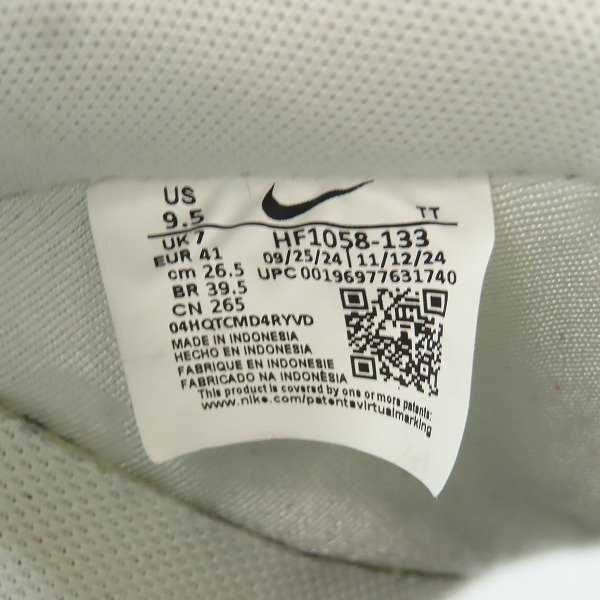 US
9.5
TT
UK 7
HF1058-133
EUR 41
09/25/24 11/12/24
cm 26.5
UPC 00196977631740
BR 39.5
CN 265
04HQTCMD4RYVD
MADE IN INDONESIA
HECHO EN INDONESIA
FABRIQUE EN INDONESIE
FABRICADO NA INDONÈSIA
This product is covered by one or more patents:
www.nike.com/patentsvirtualmarking